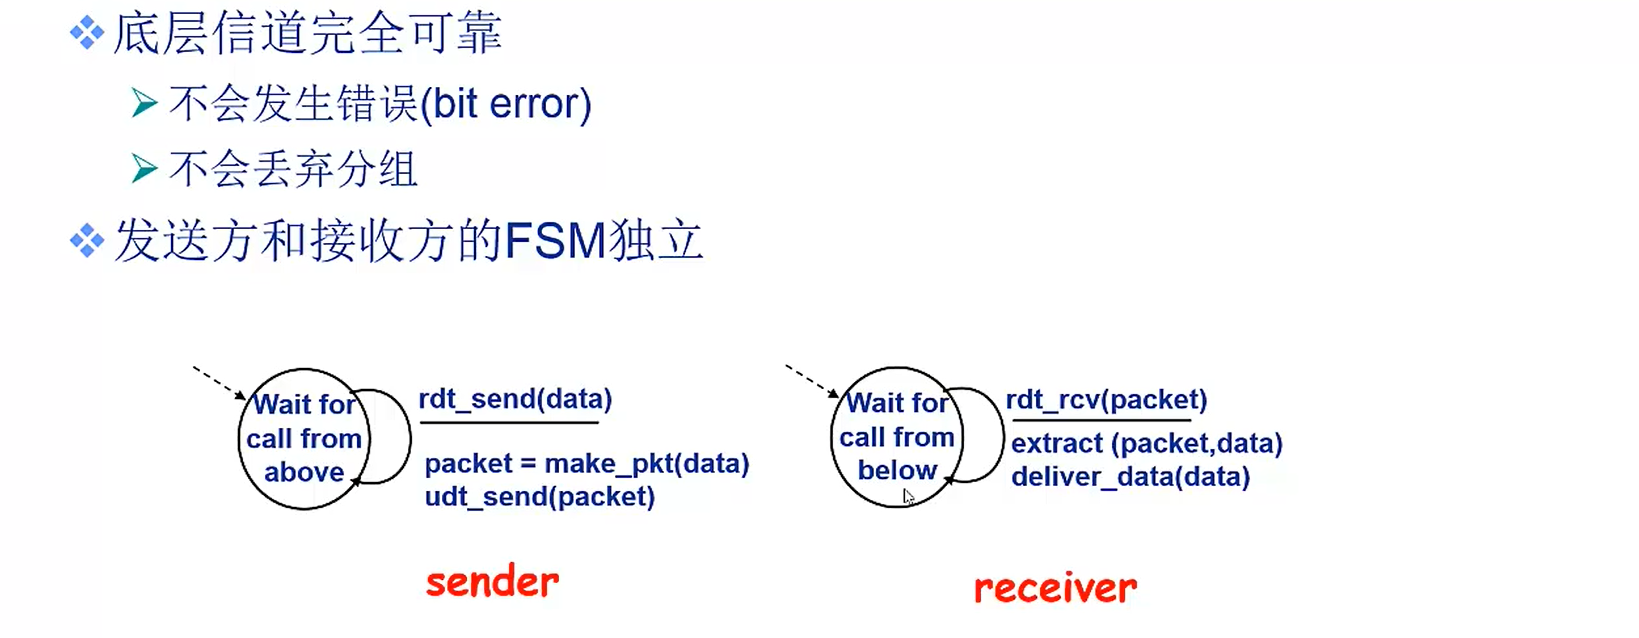 底层信道完全可靠
不会发生错误(bit error)
不会丢弃分组
发送方和接收方的FSM独立
Wait for
call from
above
rdt_send(data)
packet = make_pkt(data)
udt_send(packet)
sender
Wait for
call from
below
rdt_rcv(packet)
extract (packet,data)
deliver_data(data)
receiver